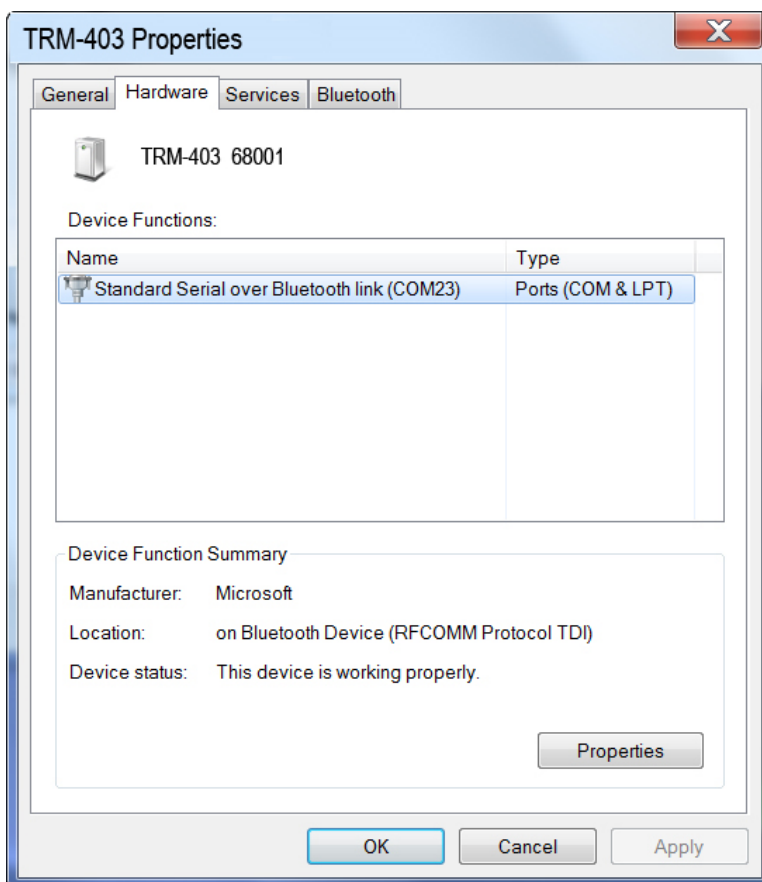 TRM-403 Properties
X
General Hardware Services Bluetooth
TRM-403 68001
Device Functions:
Name Type
Standard Serial over Bluetooth link (COM23) Ports (COM & LPT)
Device Function Summary
Manufacturer: Microsoft
Location: on Bluetooth Device (RFCOMM Protocol TDI)
Device status: This device is working properly.
Properties
OK Cancel Apply